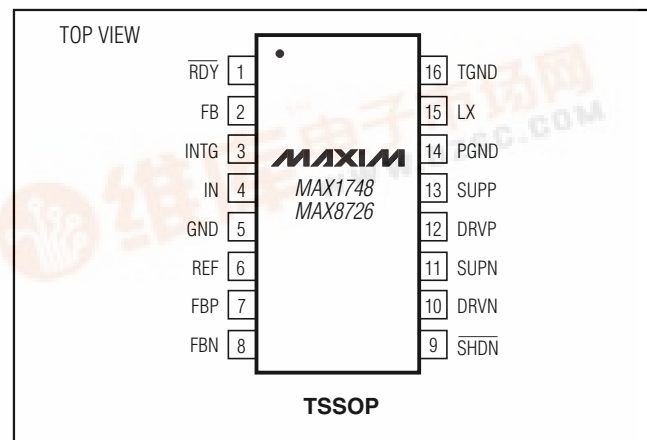 TOP VIEW
RDY 1
FB 2
INTG 3
IN 4
GND 5
REF 6
FBP 7
FBN 8
MAXIM
MAX1748
MAX8726
16 TGND
15 LX
14 PGND
13 SUPP
12 DRVP
11 SUPN
10 DRVN
9 SHDN
TSSOP